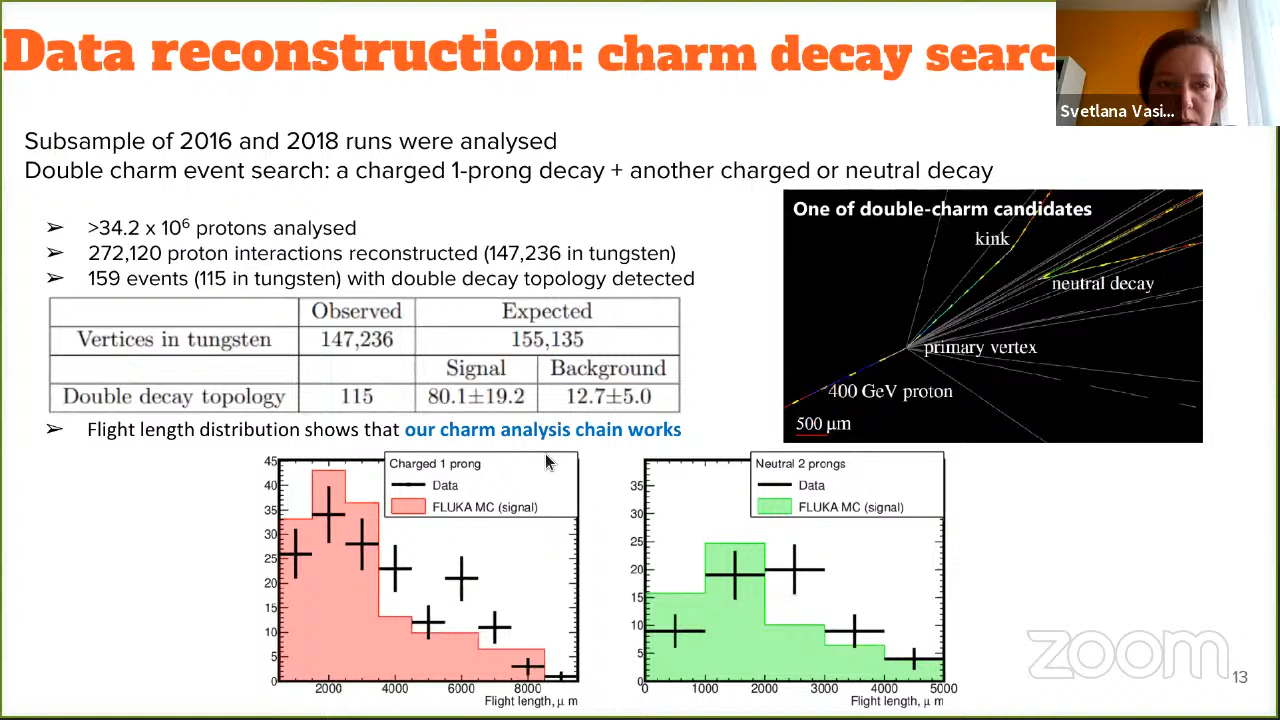 Data reconstruction: charm decay searc
Svetlana Vasi...
Subsample of 2016 and 2018 runs were analysed
Double charm event search: a charged 1-prong decay + another charged or neutral decay
➢ >34.2 x 10⁶ protons analysed
➢ 272,120 proton interactions reconstructed (147,236 in tungsten)
➢ 159 events (115 in tungsten) with double decay topology detected
Observed Expected
Vertices in tungsten 147,236 155,135
Signal Background
Double decay topology 115 80.1±19.2 12.7±5.0
➢ Flight length distribution shows that our charm analysis chain works
One of double-charm candidates
kink
neutral decay
primary vertex
400 GeV proton
500 µm
Charged 1 prong
Data
FLUKA MC (signal)
45
40
35
30
25
20
15
10
5
0
2000 4000 6000 8000
Flight length, µ m
Neutral 2 prongs
Data
FLUKA MC (signal)
35
30
25
20
15
10
5
0
0 1000 2000 3000 4000 5000
Flight length, µ m
zoom
13